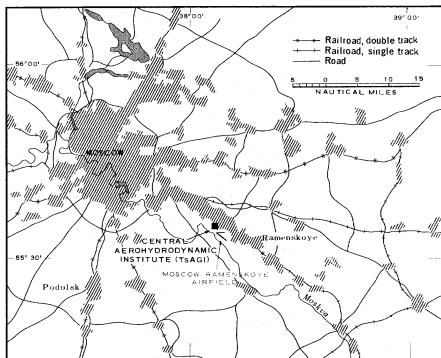 38°00'
39°00'
56°00'
Railroad, double track
Railroad, single track
Road
5 0 5 10 15
NAUTICAL MILES
MOSCOW
Ramenskoye
CENTRAL
AEROHYDRODYNAMIC
INSTITUTE (TsAGI)
MOSCOW RAMENSKOYE
AIRFIELD
55°30'
Podolsk
Moskva